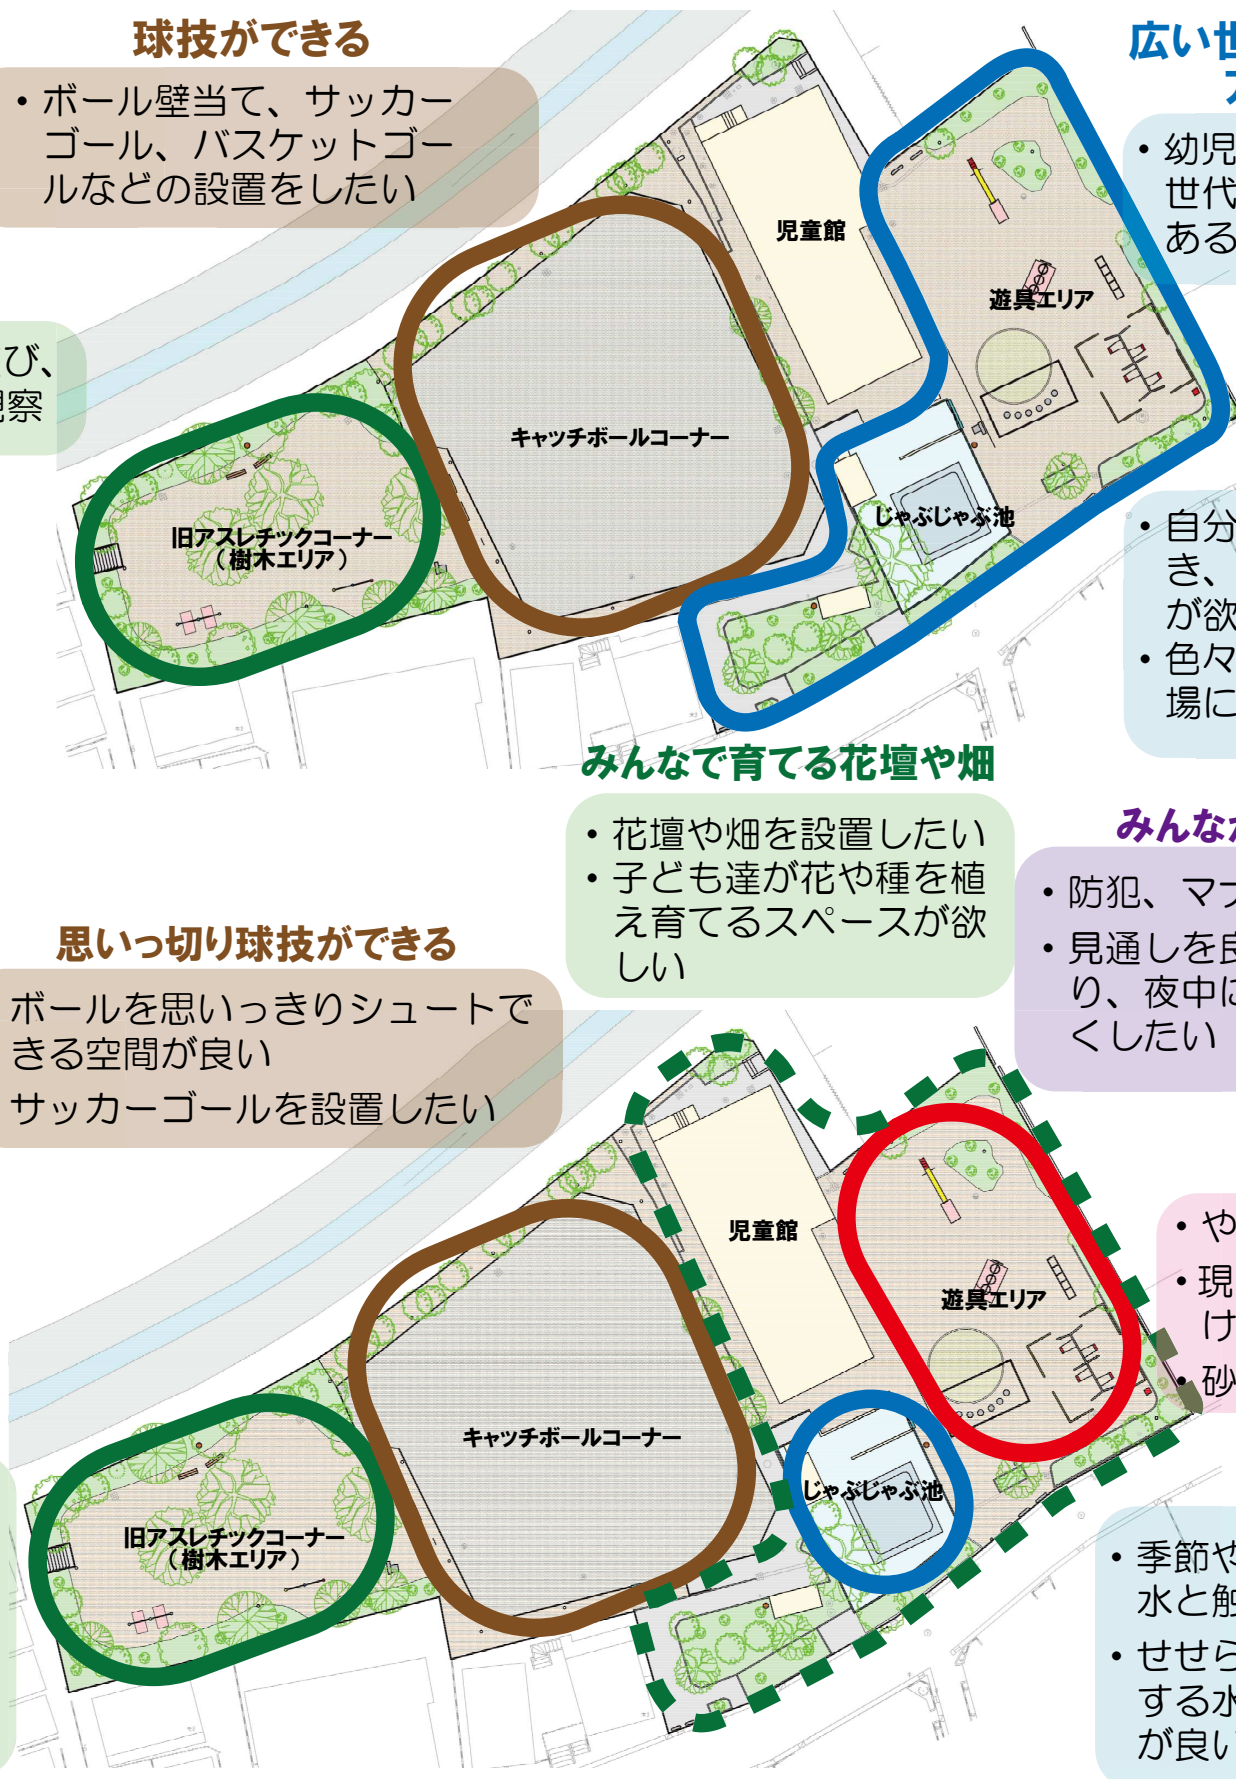 球技ができる
・ボール壁当て、サッカー
ゴール、バスケットゴー
ルなどの設置をしたい
広い世
・幼児
世代
ある
び、
観察
児童館
遊具エリア
キャッチボールコーナー
じゃぶじゃぶ池
旧アスレチックコーナー
（樹木エリア）
・自分
き、
が欲
・色々
場に
みんなで育てる花壇や畑
・花壇や畑を設置したい
・子ども達が花や種を植
え育てるスペースが欲
しい
みんなが
・防犯、マナ
・見通しを良
り、夜中に
くしたい
思いっ切り球技ができる
ボールを思いっきりシュートで
きる空間が良い
サッカーゴールを設置したい
児童館
遊具エリア
キャッチボールコーナー
じゃぶじゃぶ池
旧アスレチックコーナー
（樹木エリア）
・や
・現
け
・砂
・季節や
水と触
・せせら
する水
が良い